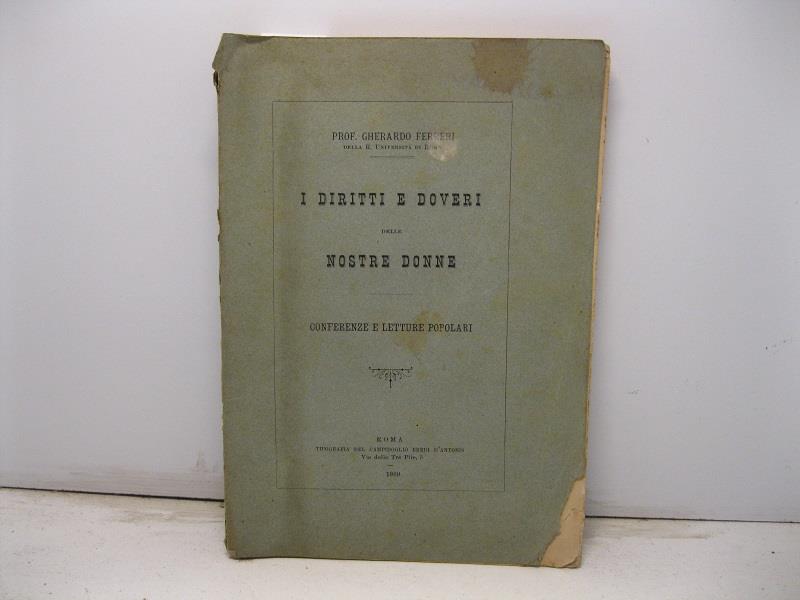 PROF. GHERARDO FERRERI
DELLA R. UNIVERSITÀ DI ROMA
I DIRITTI E DOVERI
DELLE
NOSTRE DONNE
CONFERENZE E LETTURE POPOLARI
ROMA
TIPOGRAFIA DEL CAMPIDOGLIO EREDI D'ANTONIS
Via delle Tre Pile, 5